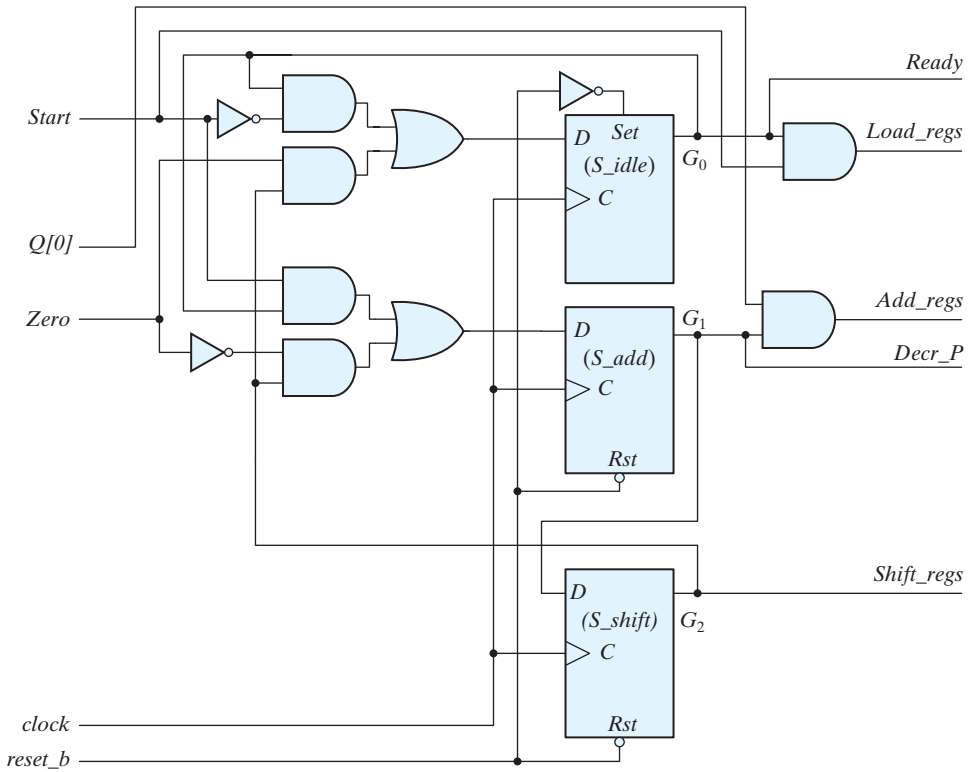 Ready
Start
Load_regs
Set
D
(S_idle)
G0
C
Q[0]
Zero
Add_regs
G1
D
(S_add)
Decr_P
C
Rst
Shift_regs
D
(S_shift)
G2
C
clock
Rst
reset_b